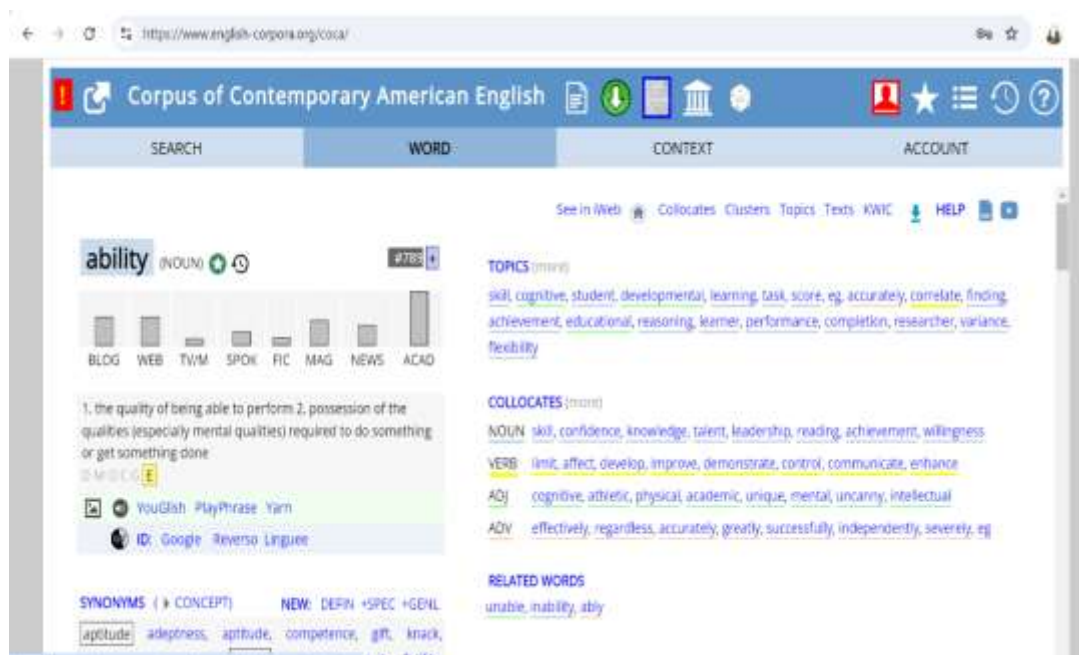 https://www.english-corpora.org/coca/
!
Corpus of Contemporary American English
?
SEARCH WORD CONTEXT ACCOUNT
See in iWeb Collocates Clusters Topics Texts KWIC HELP
ability (NOUN) #789 +
BLOG WEB TV/M SPOK FIC MAG NEWS ACAD
1. the quality of being able to perform 2. possession of the
qualities (especially mental qualities) required to do something
or get something done
E
YouGlish PlayPhrase Yarn
ID: Google Reverso Linguee
SYNONYMS ( CONCEPT) NEW: DEFIN +SPEC +GENL
aptitude adeptness, aptitude, competence, gift, knack,
TOPICS (more)
skill, cognitive, student, developmental, learning, task, score, eg, accurately, correlate, finding,
achievement, educational, reasoning, learner, performance, completion, researcher, variance,
flexibility
COLLOCATES (more)
NOUN skill, confidence, knowledge, talent, leadership, reading, achievement, willingness
VERB limit, affect, develop, improve, demonstrate, control, communicate, enhance
ADJ cognitive, athletic, physical, academic, unique, mental, uncanny, intellectual
ADV effectively, regardless, accurately, greatly, successfully, independently, severely, eg
RELATED WORDS
unable, inability, ably